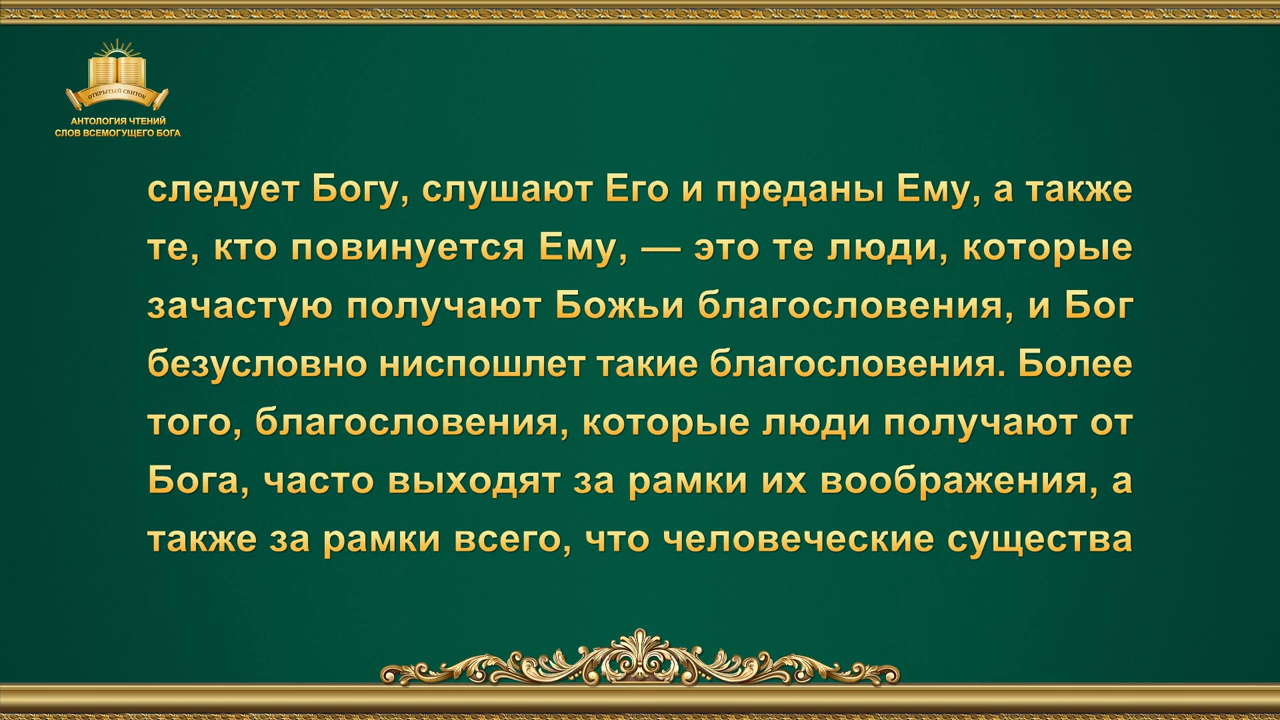 ОТКРЫТЫЙ СВИТОК
АНТОЛОГИЯ ЧТЕНИЙ
СЛОВ ВСЕМОГУЩЕГО БОГА
следует Богу, слушают Его и преданы Ему, а также
те, кто повинуется Ему, — это те люди, которые
зачастую получают Божьи благословения, и Бог
безусловно ниспошлет такие благословения. Более
того, благословения, которые люди получают от
Бога, часто выходят за рамки их воображения, а
также за рамки всего, что человеческие существа